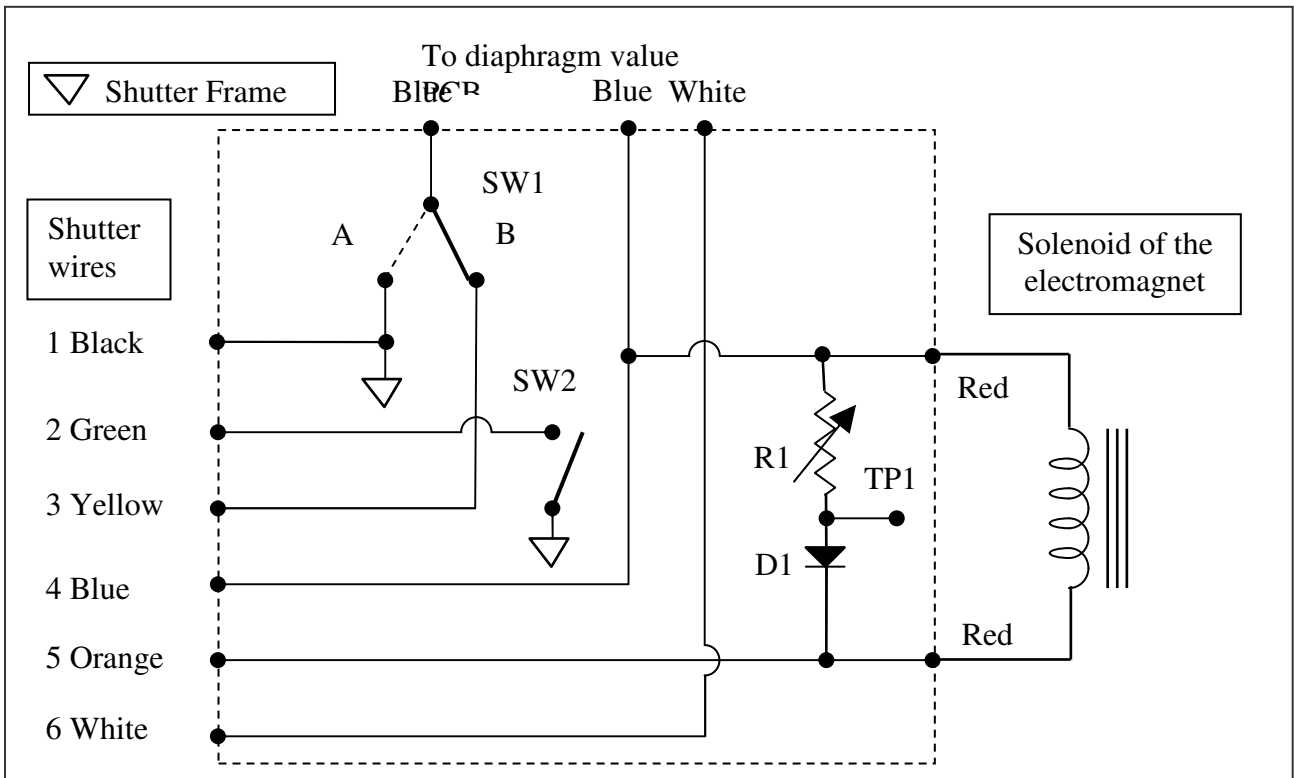 To diaphragm value
PCB
Shutter Frame
Blue
Blue White
SW1
A
B
Shutter
wires
Solenoid of the
electromagnet
1 Black
SW2
Red
2 Green
R1
TP1
3 Yellow
D1
4 Blue
Red
5 Orange
6 White